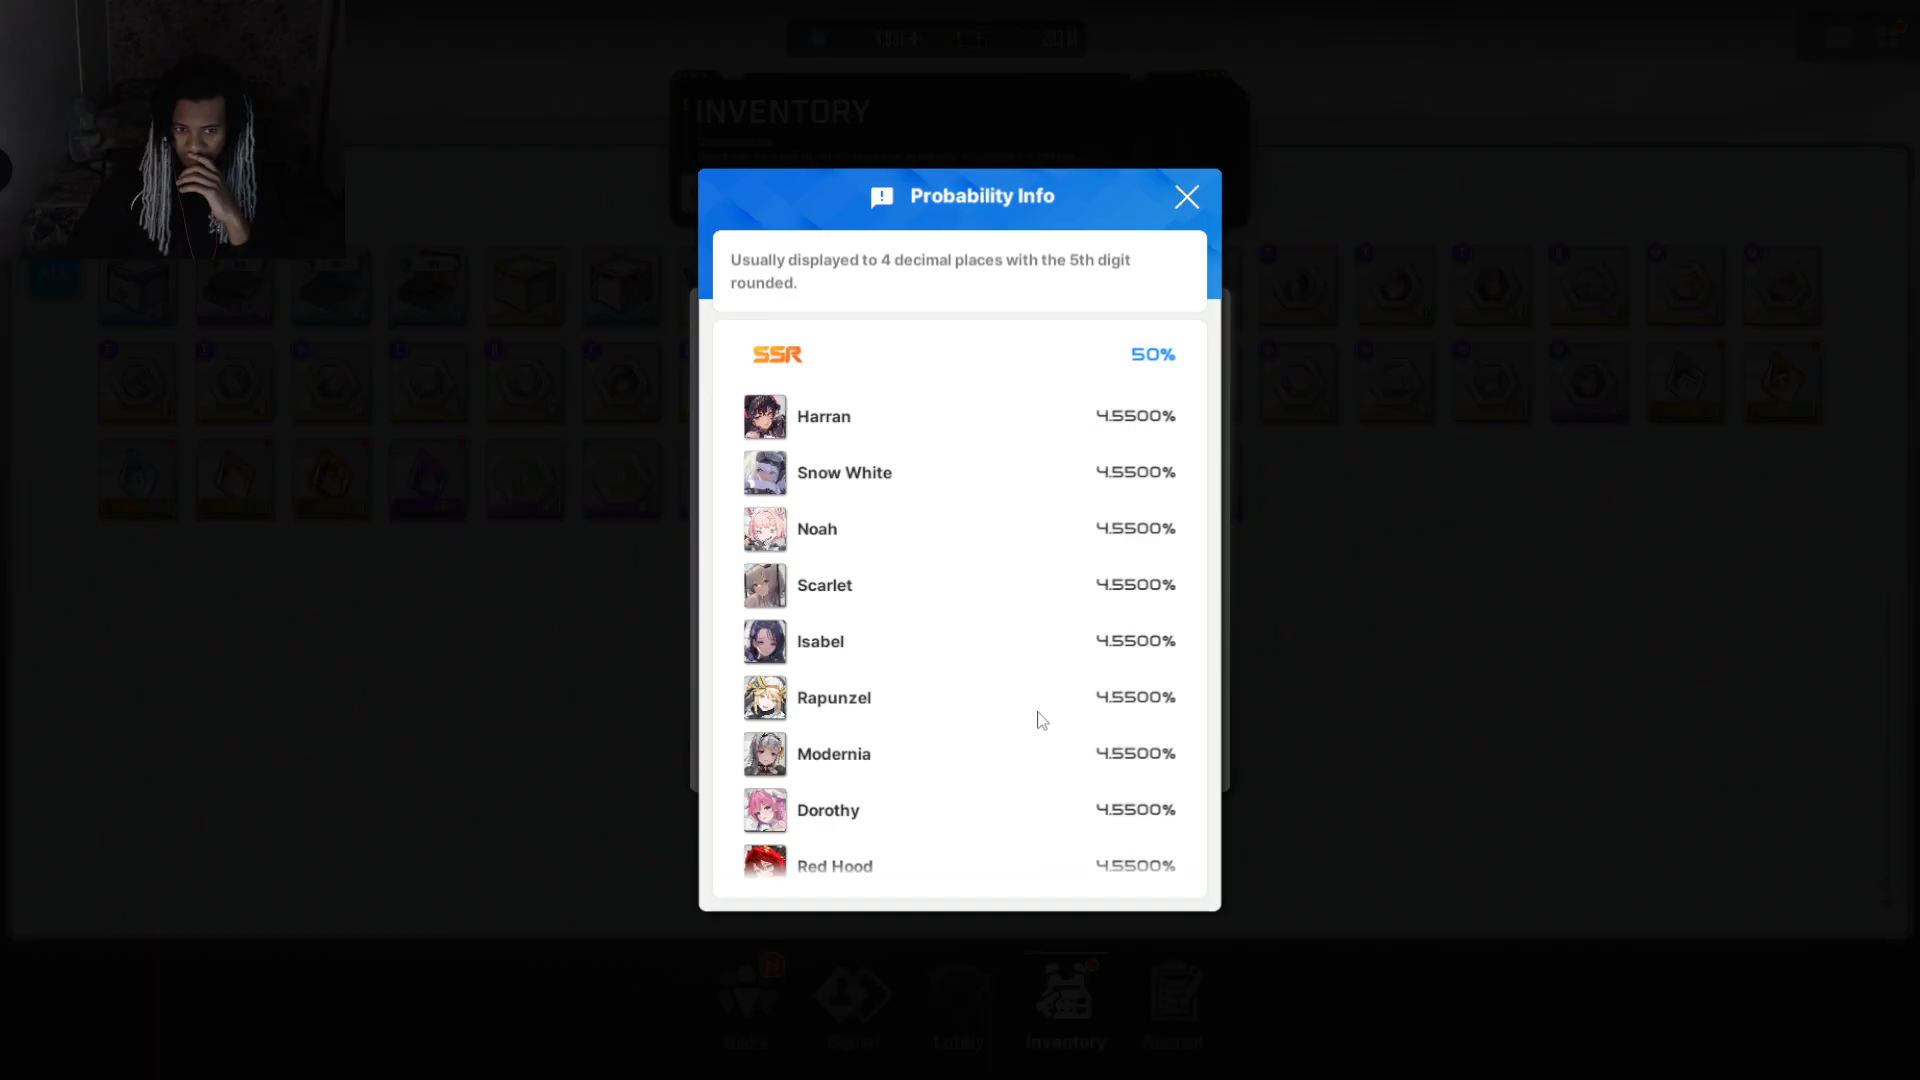 INVENTORY
Probability Info
Usually displayed to 4 decimal places with the 5th digit
rounded.
SSR 50%
Harran 4.5500%
Snow White 4.5500%
Noah 4.5500%
Scarlet 4.5500%
Isabel 4.5500%
Rapunzel 4.5500%
Modernia 4.5500%
Dorothy 4.5500%
Red Hood 4.5500%
ALL
Lobby
Inventory